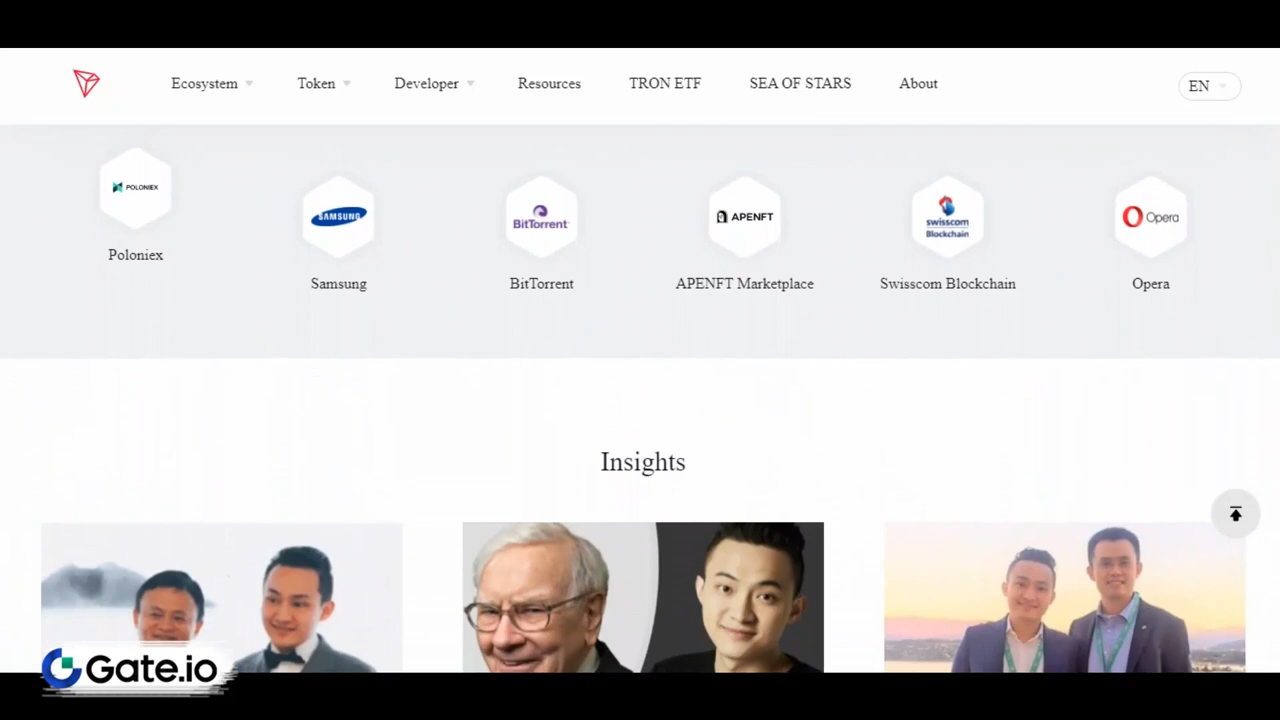 Ecosystem Token Developer Resources TRON ETF SEA OF STARS About EN
POLONIEX SAMSUNG BitTorrent APENFT swisscom Blockchain Opera
Poloniex Samsung BitTorrent APENFT Marketplace Swisscom Blockchain Opera
Insights
Gate.io